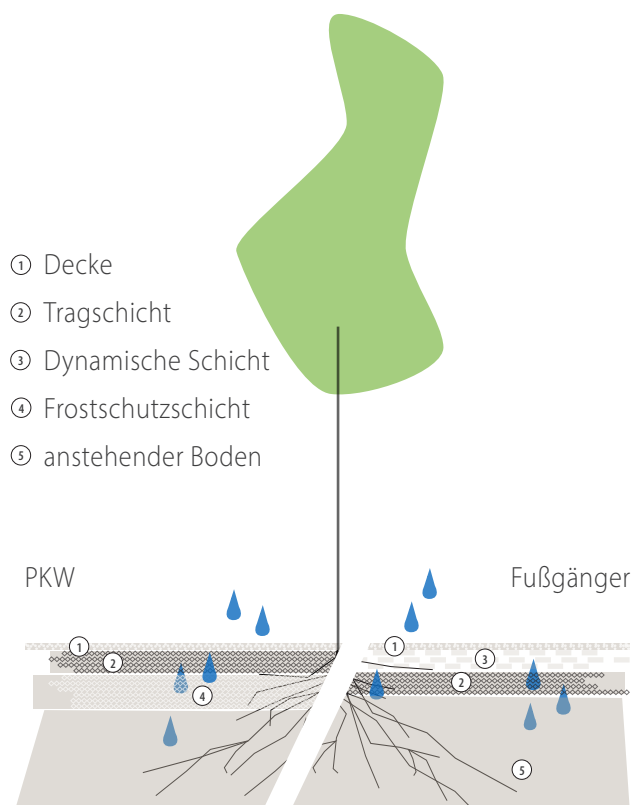 ① Decke
② Tragschicht
③ Dynamische Schicht
④ Frostschutzschicht
⑤ anstehender Boden
PKW
Fußgänger
① ①
② ③
② 
④
⑤